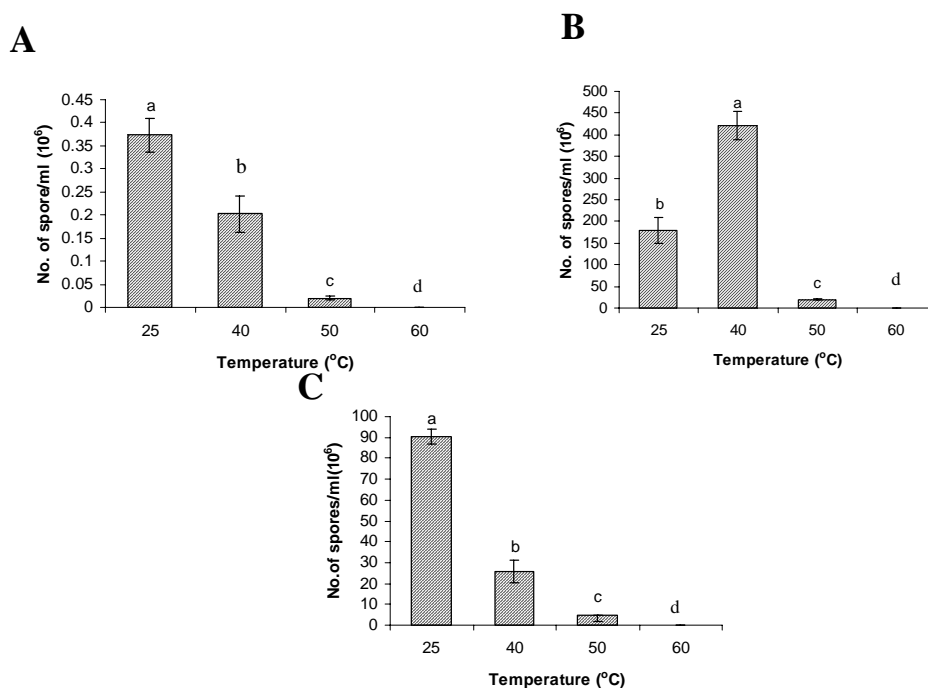 A
No. of spore/ml (10⁶)
0.45
0.4
0.35
0.3
0.25
0.2
0.15
0.1
0.05
0
a
b
c
d
25 40 50 60
Temperature (°C)
B
No. of spores/ml (10⁶)
500
450
400
350
300
250
200
150
100
50
0
b
a
c
d
25 40 50 60
Temperature (°C)
C
No.of spores/ml(10⁶)
100
90
80
70
60
50
40
30
20
10
0
a
b
c
d
25 40 50 60
Temperature (°C)